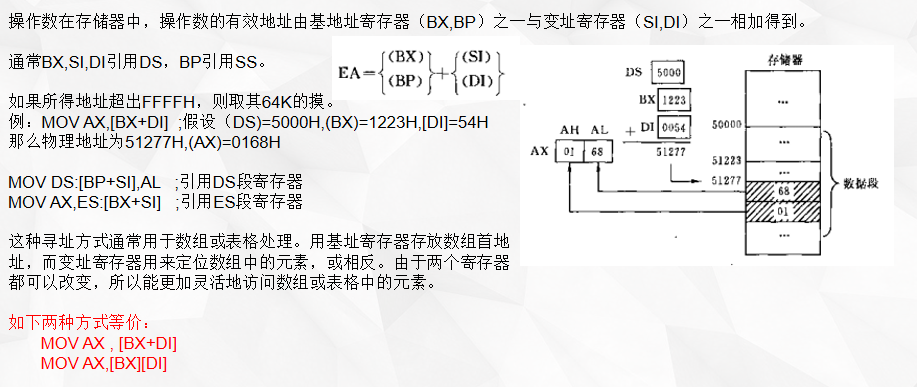 操作数在存储器中，操作数的有效地址由基地址寄存器（BX,BP）之一与变址寄存器（SI,DI）之一相加得到。
通常BX,SI,DI引用DS，BP引用SS。
EA={(BX) (BP)}+{(SI) (DI)}
如果所得地址超出FFFFH，则取其64K的摸。
例：MOV AX,[BX+DI] ;假设（DS)=5000H,(BX)=1223H,[DI]=54H
那么物理地址为51277H,(AX)=0168H
MOV DS:[BP+SI],AL ;引用DS段寄存器
MOV AX,ES:[BX+SI] ;引用ES段寄存器
这种寻址方式通常用于数组或表格处理。用基址寄存器存放数组首地
址，而变址寄存器用来定位数组中的元素，或相反。由于两个寄存器
都可以改变，所以能更加灵活地访问数组或表格中的元素。
如下两种方式等价：
MOV AX , [BX+DI]
MOV AX,[BX][DI]
存储器
DS 5000
BX 1223
+ DI 0054
51277
AH AL
AX 01 68
...
50000
...
51223
...
51277
68
01
...
数据段